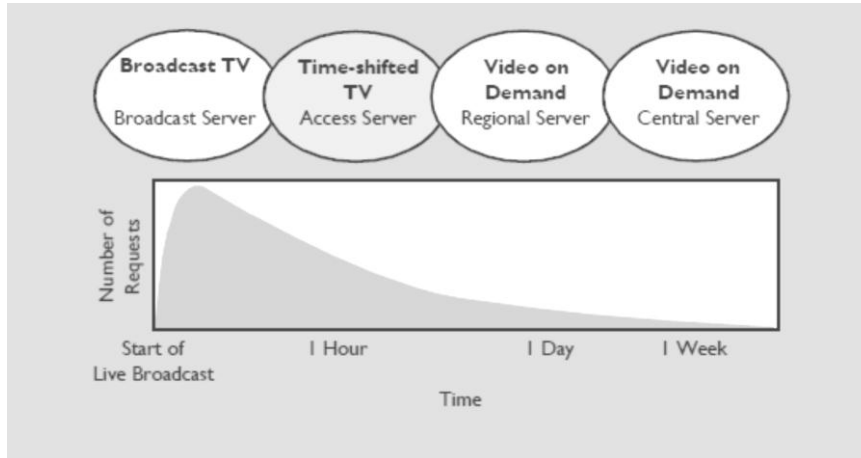 Broadcast TV
Broadcast Server
Time-shifted
TV
Access Server
Video on
Demand
Regional Server
Video on
Demand
Central Server
Number of
Requests
Start of
Live Broadcast
1 Hour
1 Day
1 Week
Time